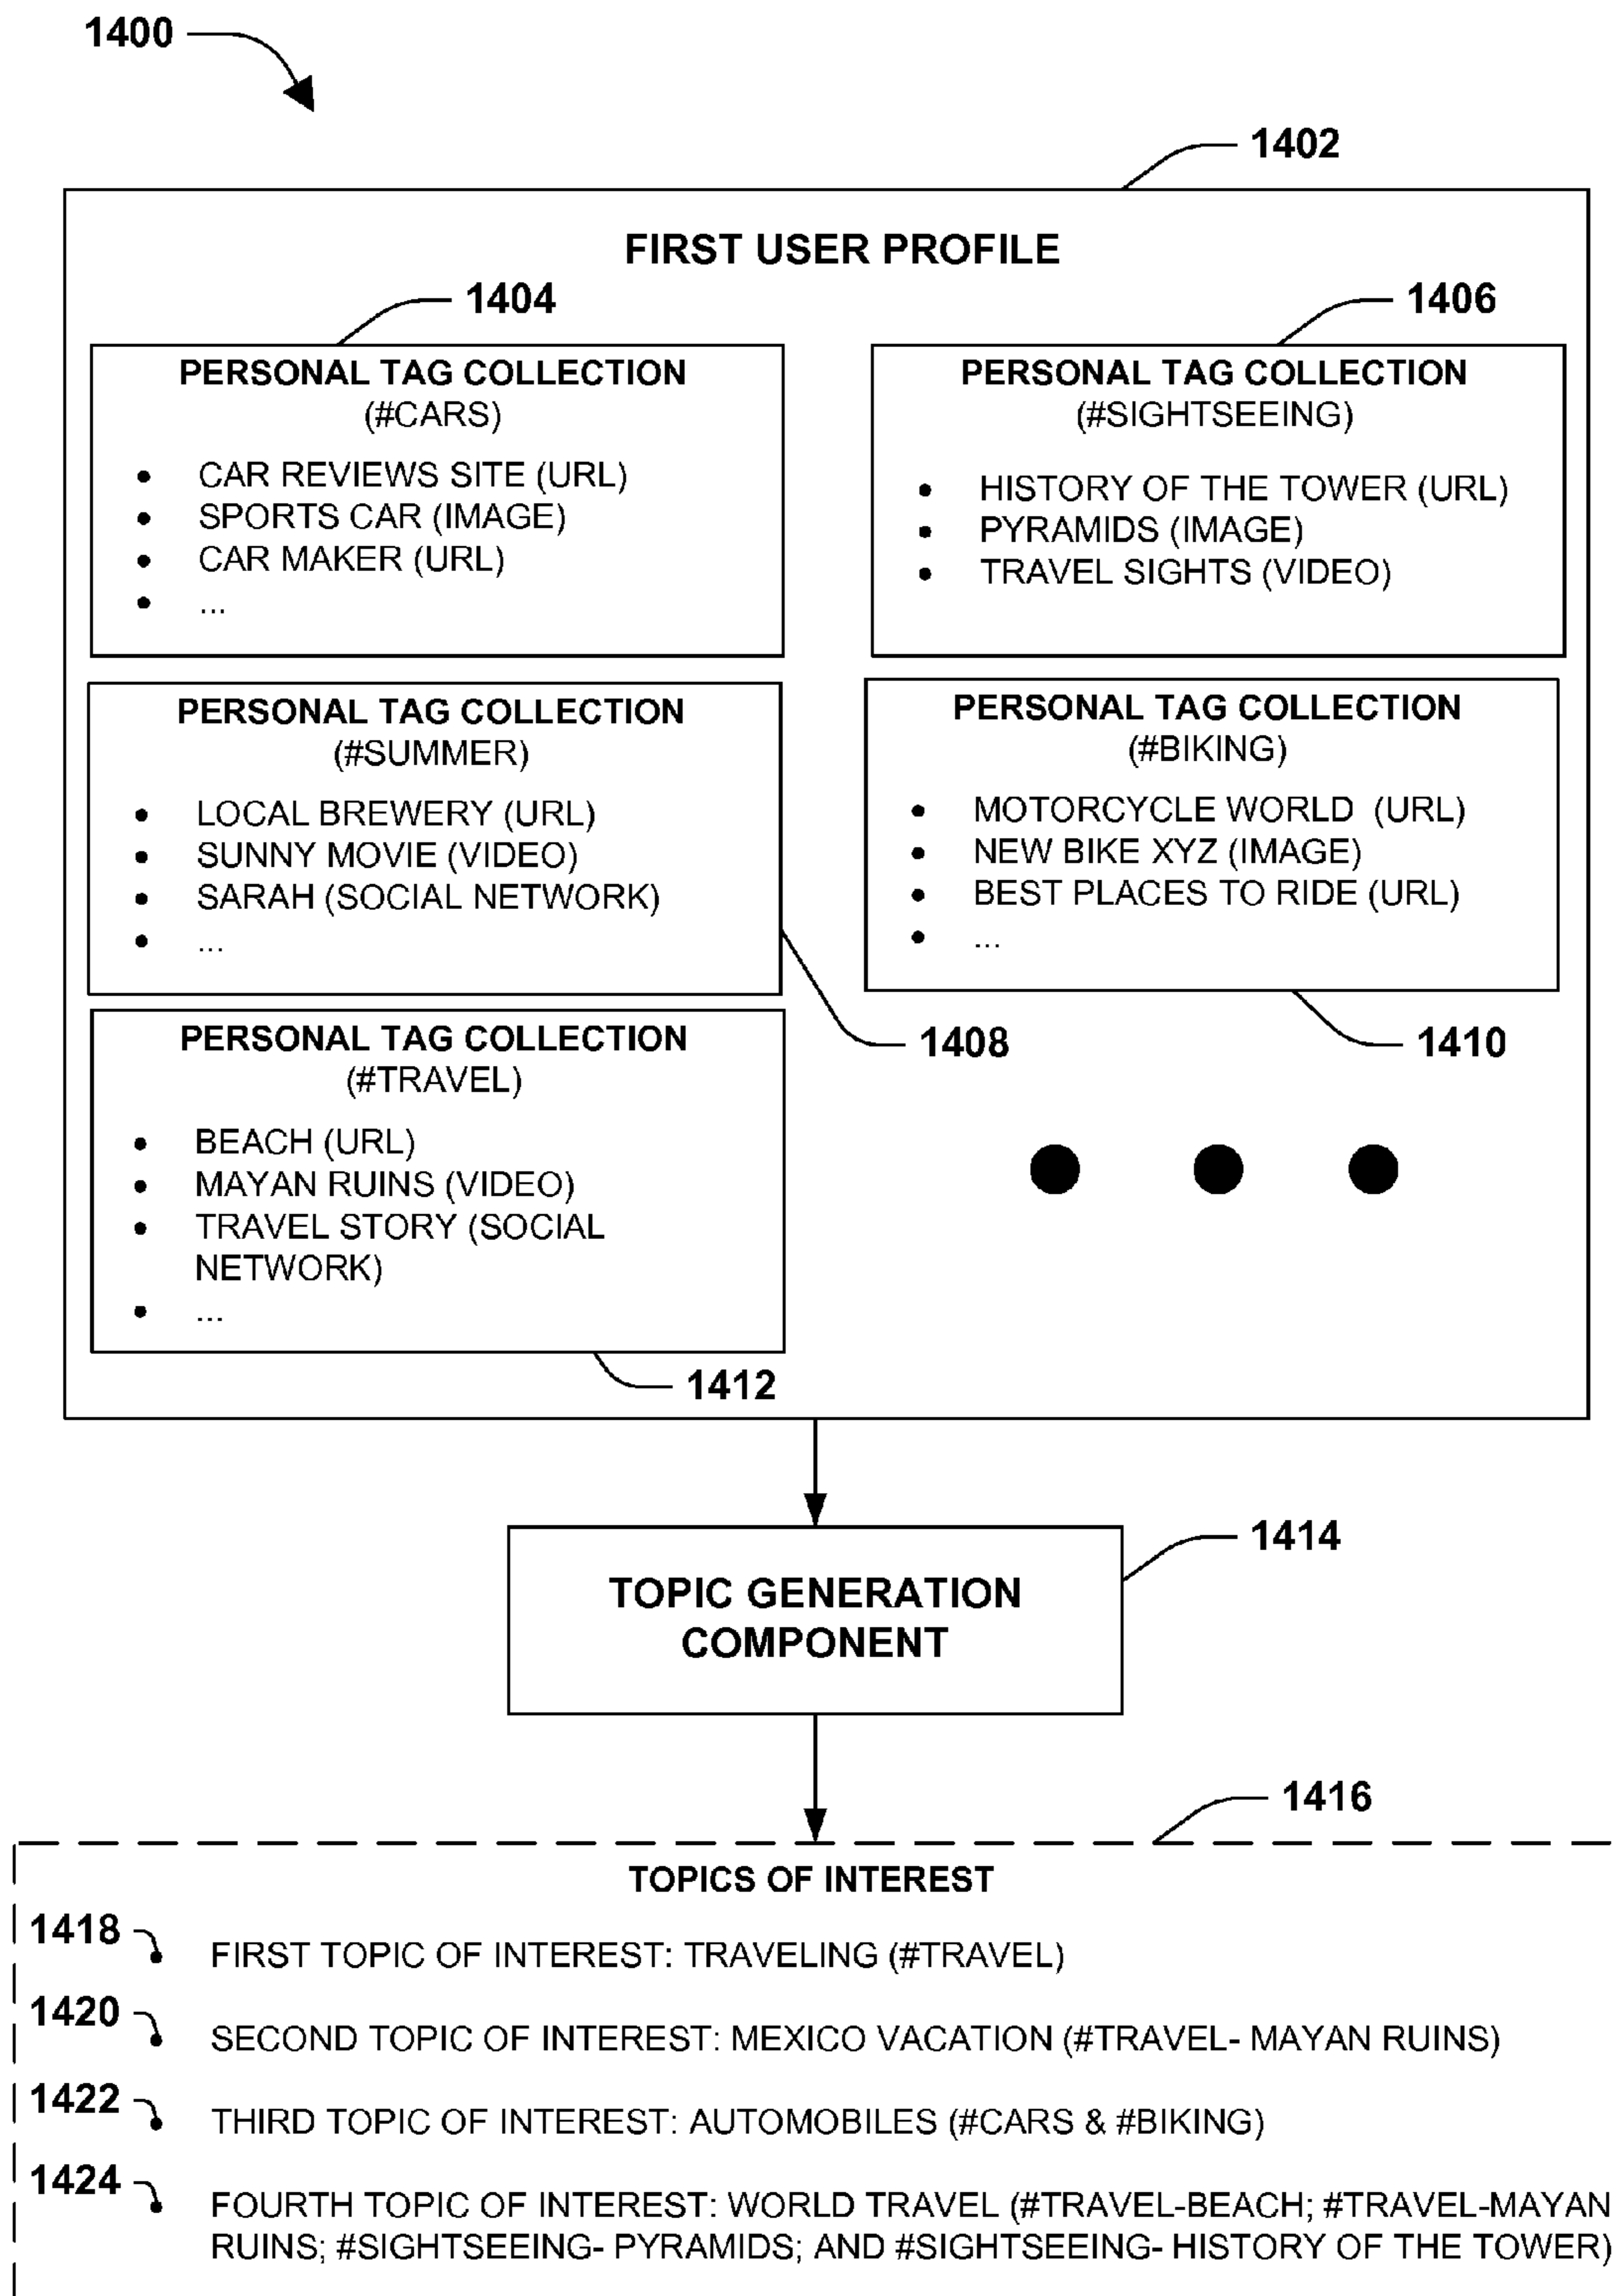 1400
1402
FIRST USER PROFILE
1404
PERSONAL TAG COLLECTION
(#CARS)
• CAR REVIEWS SITE (URL)
• SPORTS CAR (IMAGE)
• CAR MAKER (URL)
• ...
1406
PERSONAL TAG COLLECTION
(#SIGHTSEEING)
• HISTORY OF THE TOWER (URL)
• PYRAMIDS (IMAGE)
• TRAVEL SIGHTS (VIDEO)
PERSONAL TAG COLLECTION
(#SUMMER)
• LOCAL BREWERY (URL)
• SUNNY MOVIE (VIDEO)
• SARAH (SOCIAL NETWORK)
• ...
1408
PERSONAL TAG COLLECTION
(#BIKING)
• MOTORCYCLE WORLD (URL)
• NEW BIKE XYZ (IMAGE)
• BEST PLACES TO RIDE (URL)
• ...
1410
PERSONAL TAG COLLECTION
(#TRAVEL)
• BEACH (URL)
• MAYAN RUINS (VIDEO)
• TRAVEL STORY (SOCIAL
NETWORK)
• ...
1412
1414
TOPIC GENERATION
COMPONENT
1416
TOPICS OF INTEREST
1418
FIRST TOPIC OF INTEREST: TRAVELING (#TRAVEL)
1420
SECOND TOPIC OF INTEREST: MEXICO VACATION (#TRAVEL- MAYAN RUINS)
1422
THIRD TOPIC OF INTEREST: AUTOMOBILES (#CARS & #BIKING)
1424
FOURTH TOPIC OF INTEREST: WORLD TRAVEL (#TRAVEL-BEACH; #TRAVEL-MAYAN
RUINS; #SIGHTSEEING- PYRAMIDS; AND #SIGHTSEEING- HISTORY OF THE TOWER)